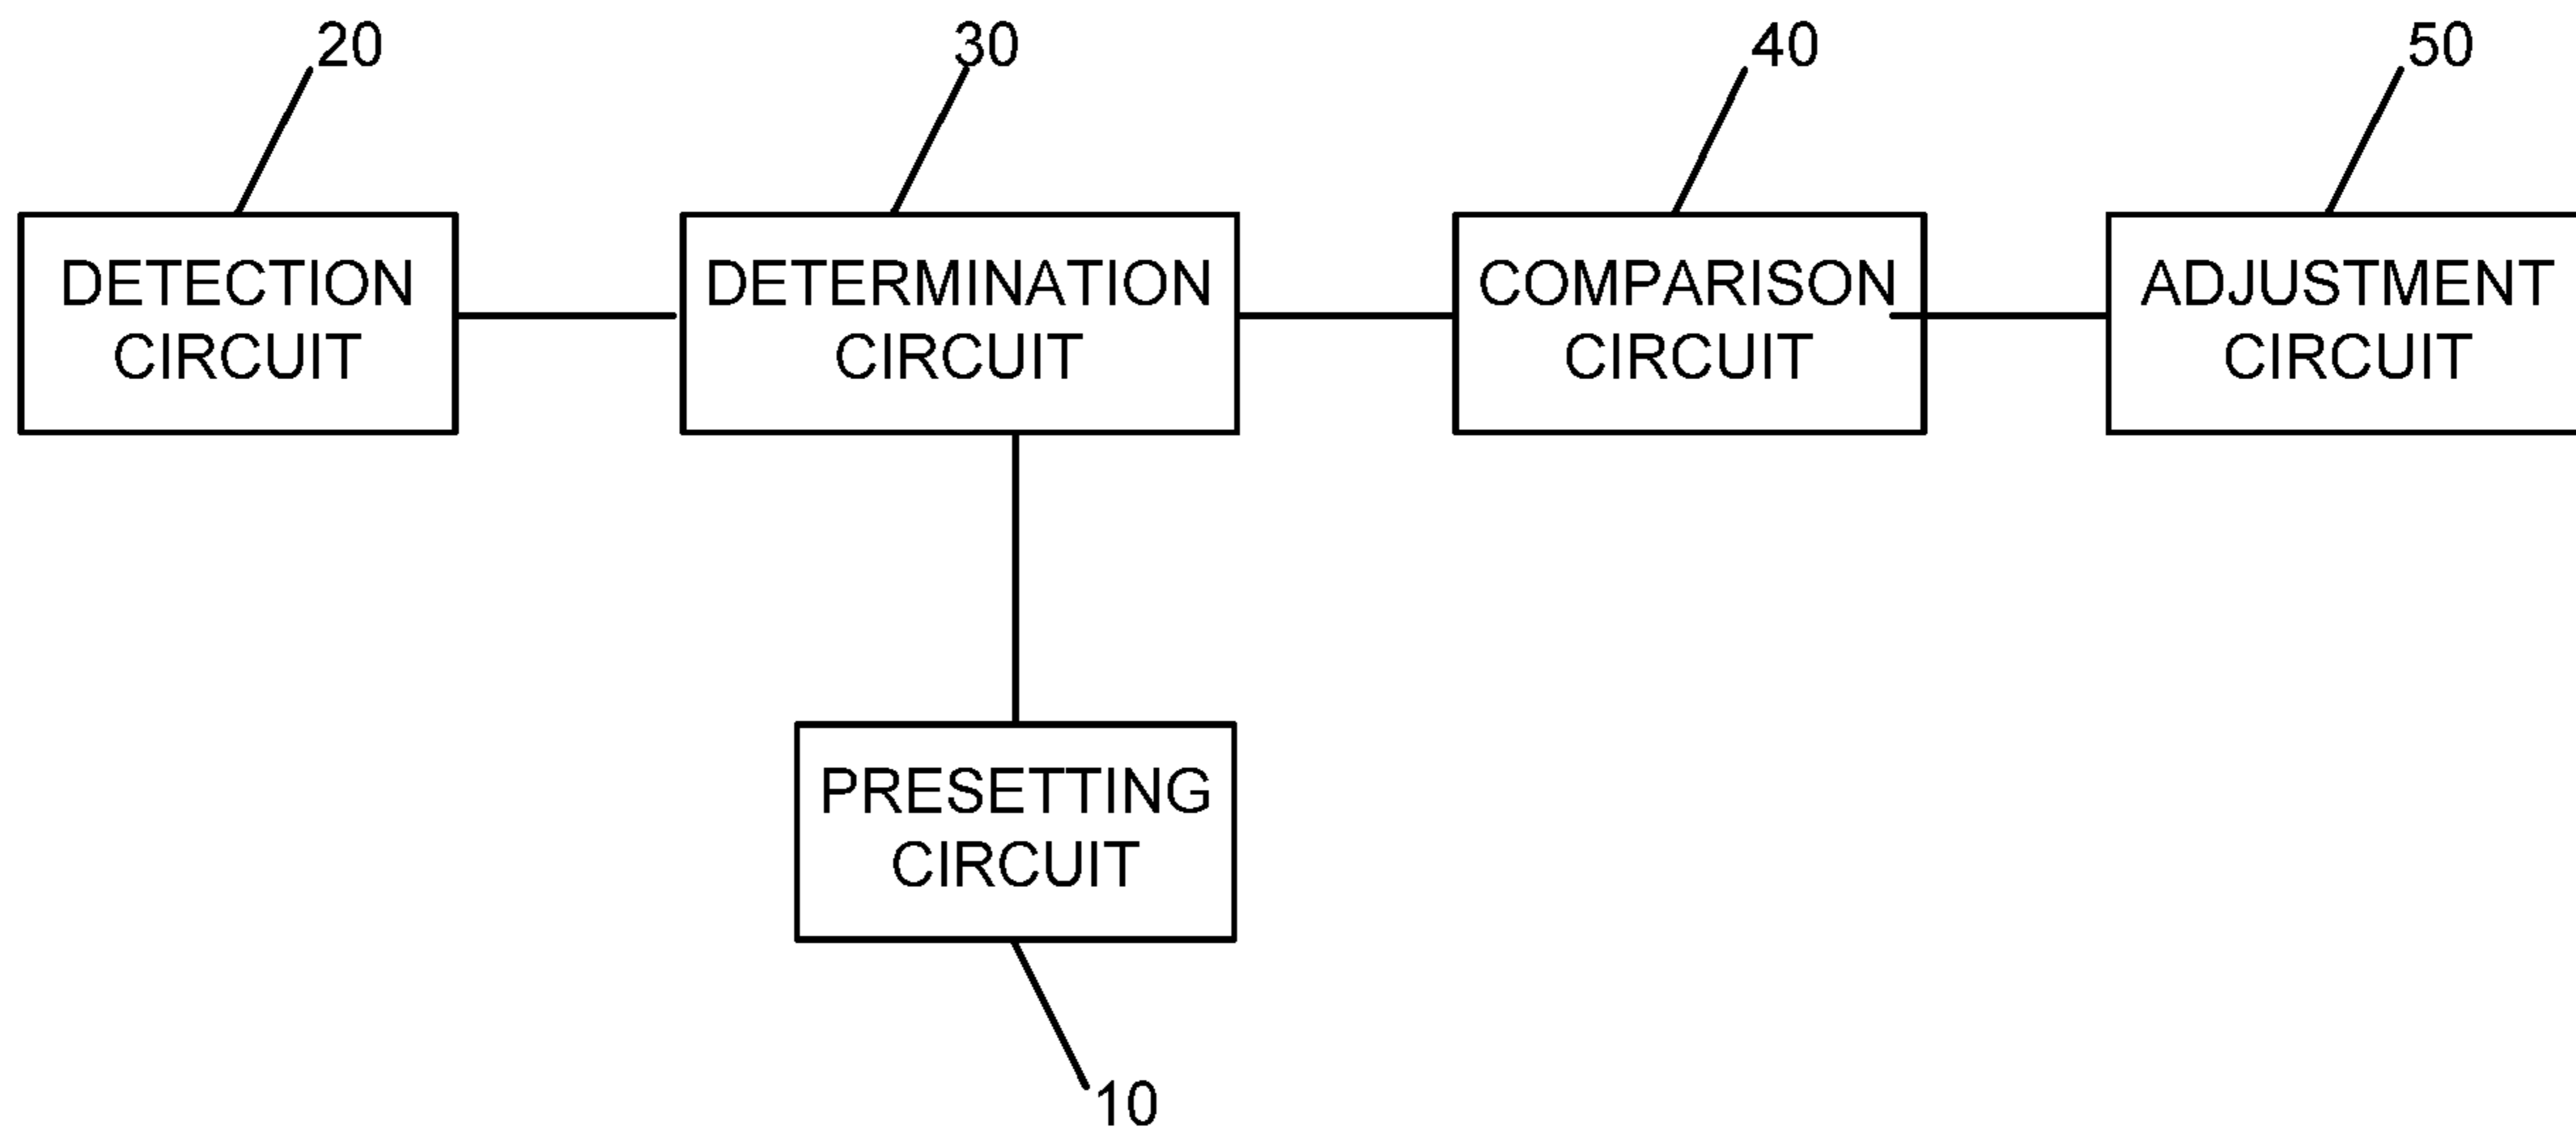 20
30
40
50
DETECTION
CIRCUIT
DETERMINATION
CIRCUIT
COMPARISON
CIRCUIT
ADJUSTMENT
CIRCUIT
PRESETTING
CIRCUIT
10